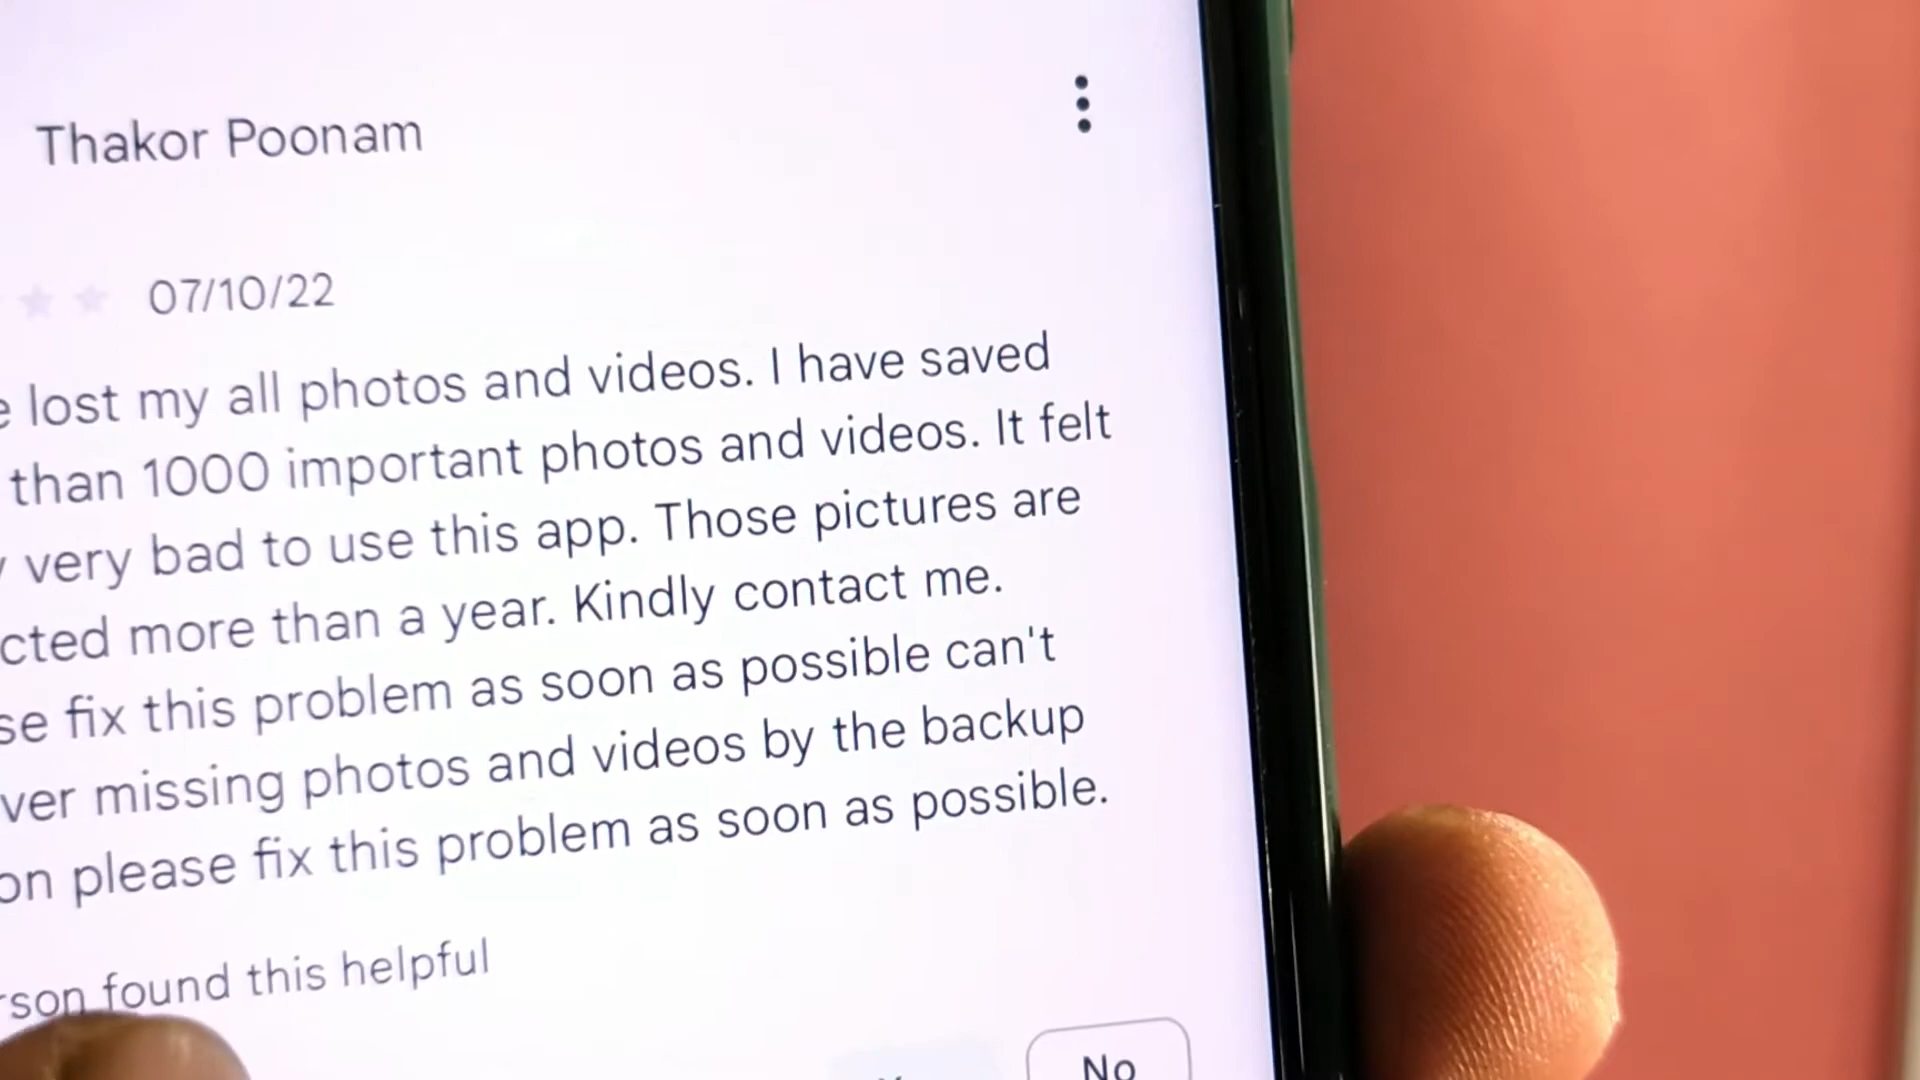 Thakor Poonam
07/10/22
lost my all photos and videos. I have saved
than 1000 important photos and videos. It felt
very bad to use this app. Those pictures are
cted more than a year. Kindly contact me.
se fix this problem as soon as possible can't
ver missing photos and videos by the backup
on please fix this problem as soon as possible.
rson found this helpful
No